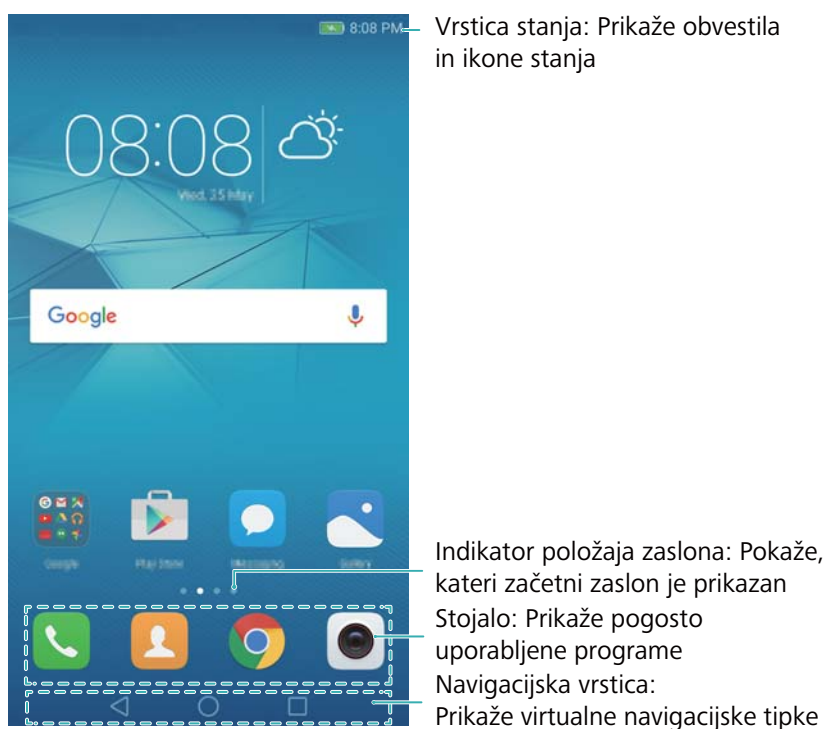 8:08 PM
Vrstica stanja: Prikaže obvestila
in ikone stanja
08:08
Google
Google
Play Store
Messaging
Gallery
Indikator položaja zaslona: Pokaže,
kateri začetni zaslon je prikazan
Stojalo: Prikaže pogosto
uporabljene programe
Navigacijska vrstica:
Prikaže virtualne navigacijske tipke